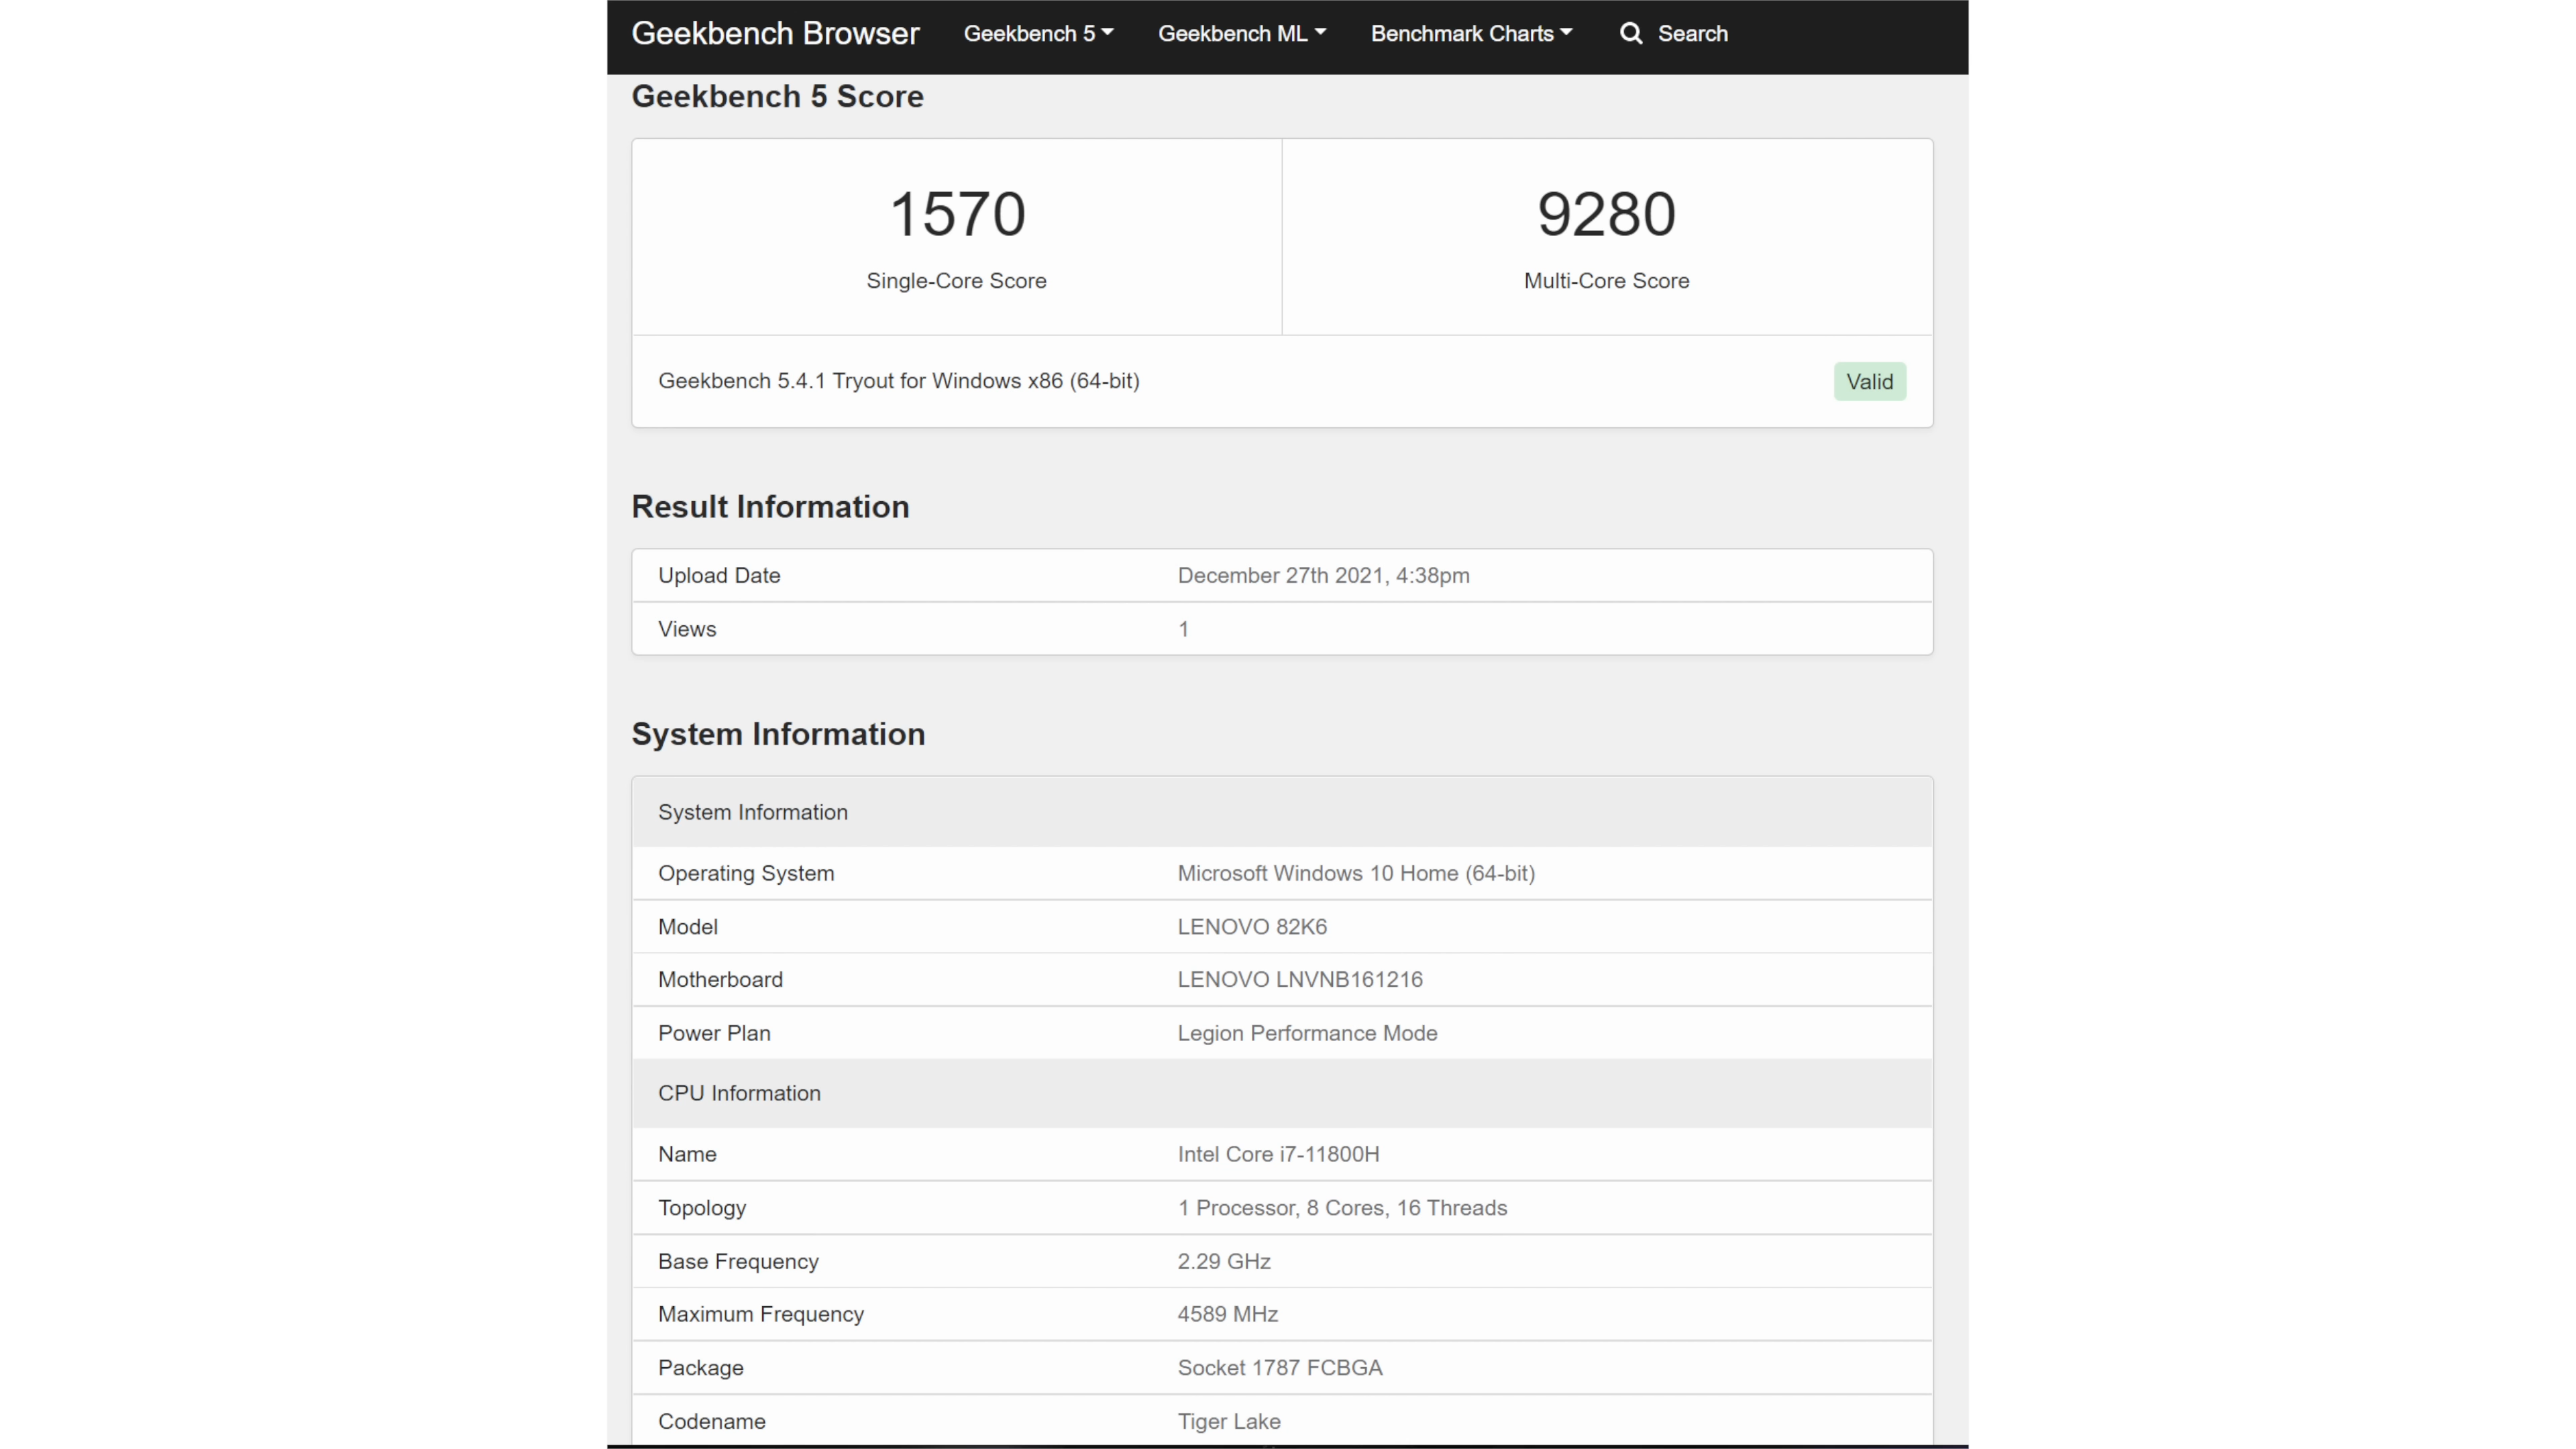 Geekbench Browser Geekbench 5 Geekbench ML Benchmark Charts Search
Geekbench 5 Score
1570 9280
Single-Core Score Multi-Core Score
Geekbench 5.4.1 Tryout for Windows x86 (64-bit) Valid
Result Information
Upload Date December 27th 2021, 4:38pm
Views 1
System Information
System Information
Operating System Microsoft Windows 10 Home (64-bit)
Model LENOVO 82K6
Motherboard LENOVO LNVNB161216
Power Plan Legion Performance Mode
CPU Information
Name Intel Core i7-11800H
Topology 1 Processor, 8 Cores, 16 Threads
Base Frequency 2.29 GHz
Maximum Frequency 4589 MHz
Package Socket 1787 FCBGA
Codename Tiger Lake